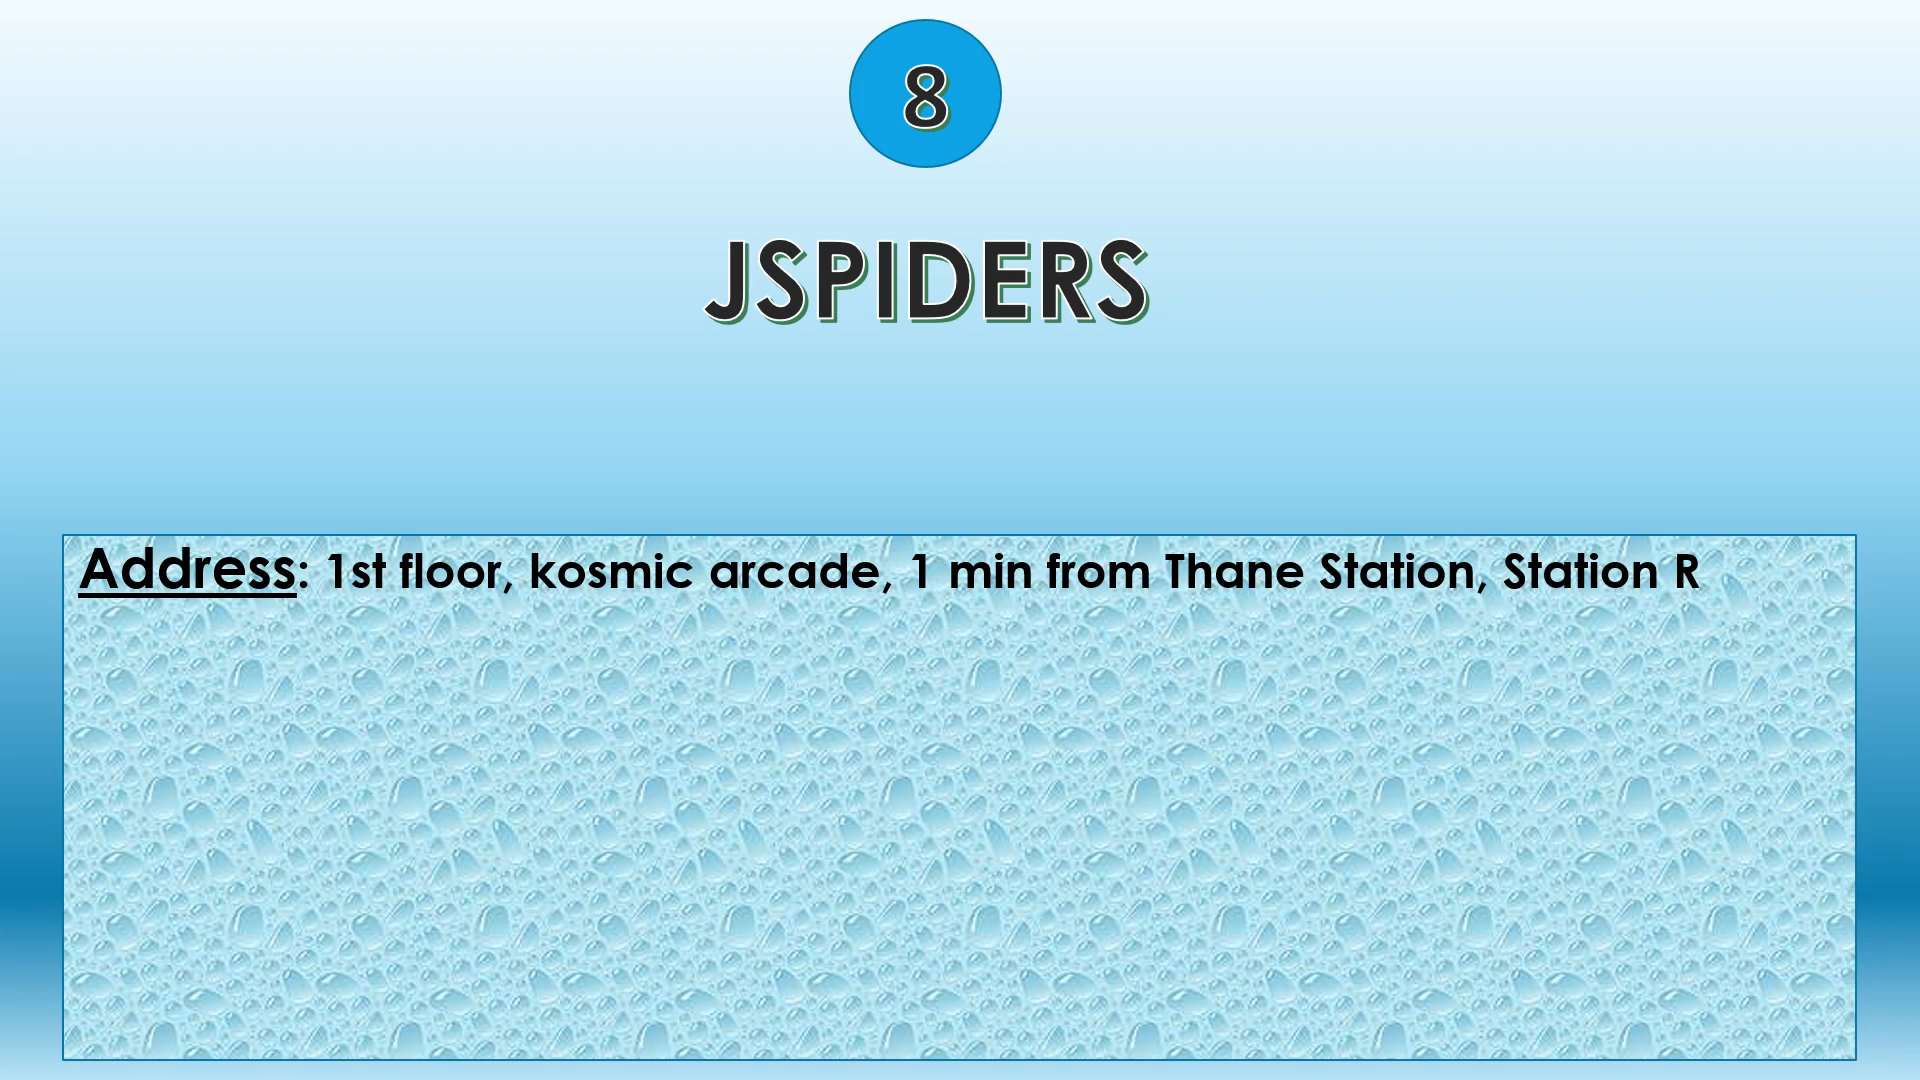 8
JSPIDERS
Address: 1st floor, kosmic arcade, 1 min from Thane Station, Station R